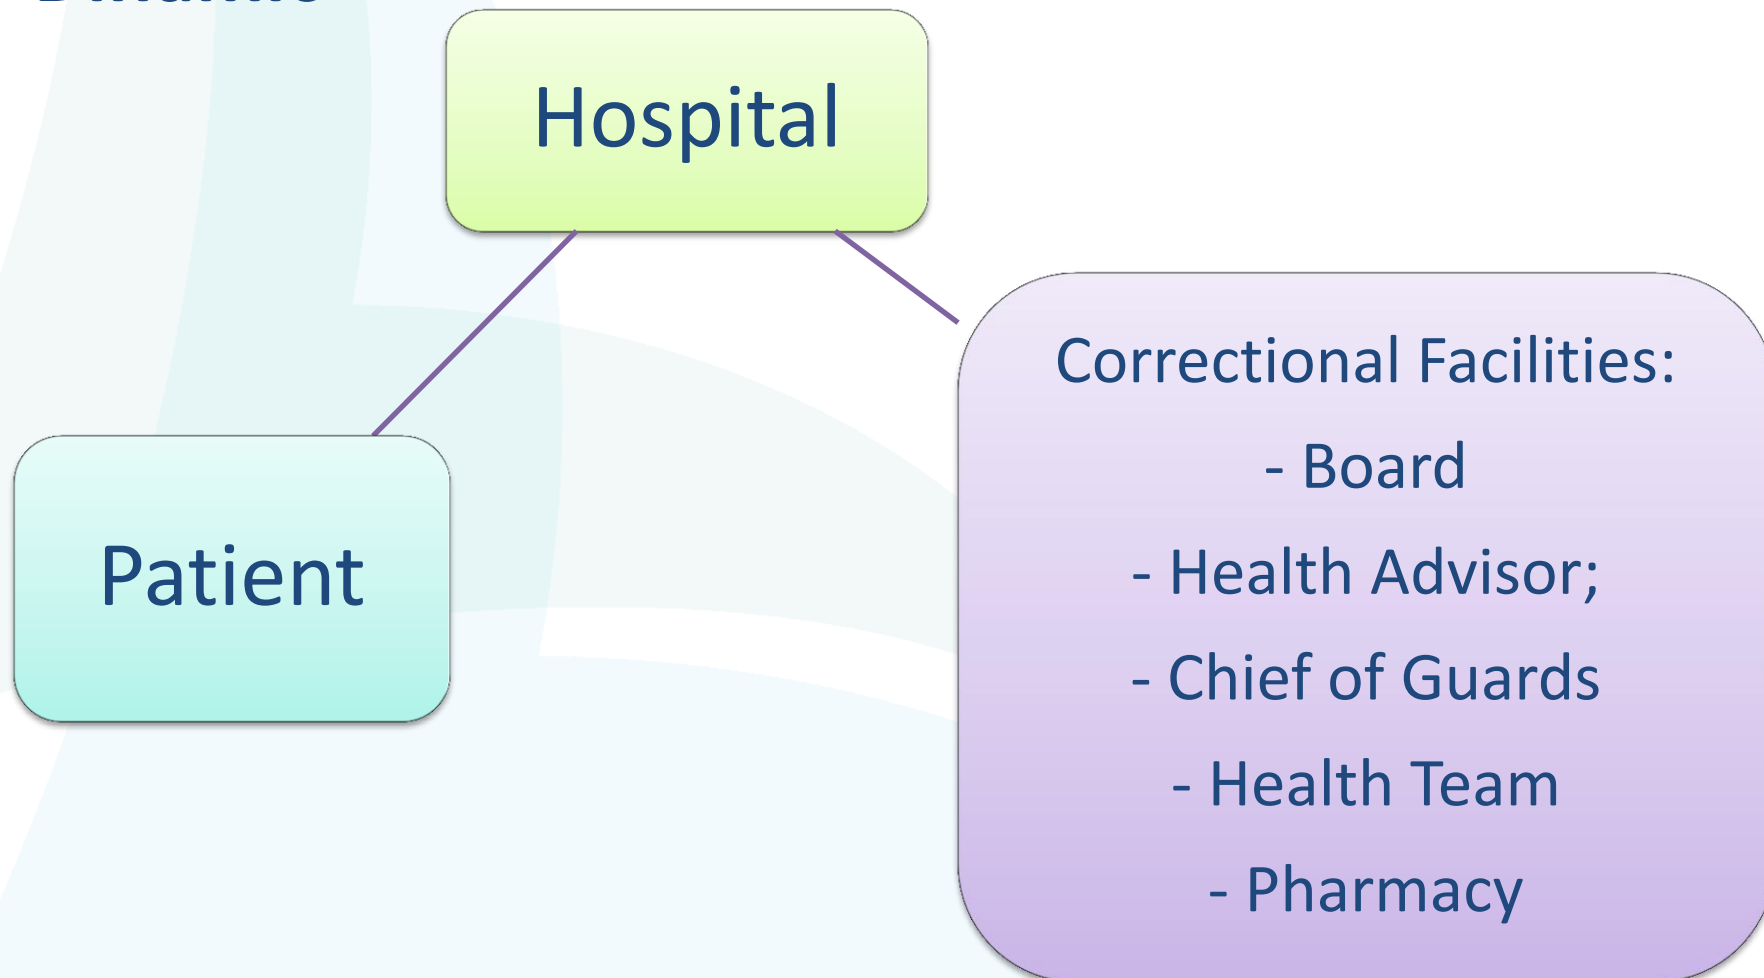 Hospital
Patient
Correctional Facilities:
- Board
- Health Advisor;
- Chief of Guards
- Health Team
- Pharmacy